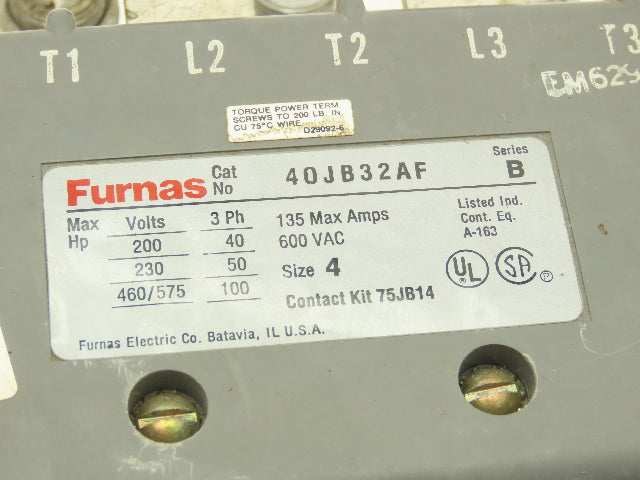 T1 L2 T2 L3 T3
EM629
TORQUE POWER TERM
SCREWS TO 200 LB. IN.
CU 75°C WIRE
D29092-6
Furnas Cat No 40JB32AF Series B
Max Hp Volts 3 Ph
200 40
230 50
460/575 100
135 Max Amps
600 VAC
Size 4
Contact Kit 75JB14
Listed Ind.
Cont. Eq.
A-163
UL SA ®
Furnas Electric Co. Batavia, IL U.S.A.